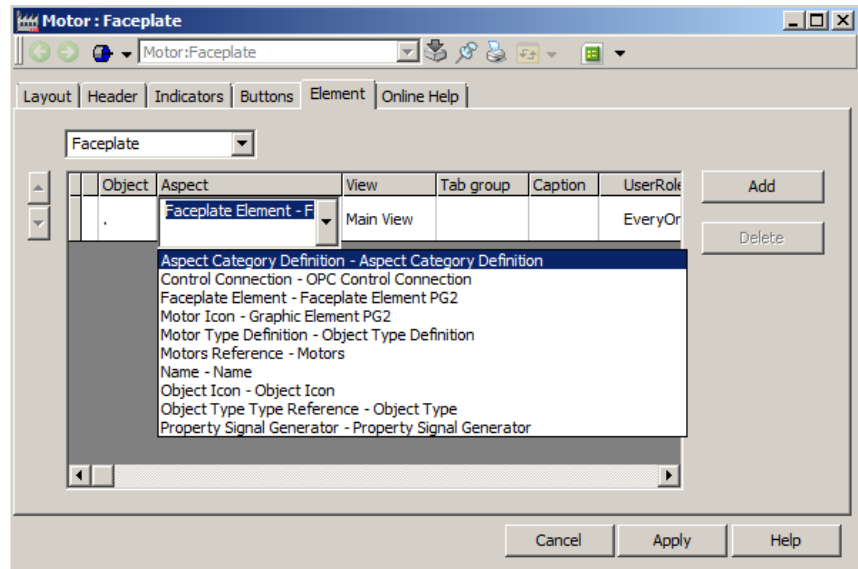 Motor : Faceplate
Motor:Faceplate
Layout Header Indicators Buttons Element Online Help
Faceplate
Object Aspect View Tab group Caption UserRole
. Faceplate Element - F Main View EveryOn
Add
Delete
Aspect Category Definition - Aspect Category Definition
Control Connection - OPC Control Connection
Faceplate Element - Faceplate Element PG2
Motor Icon - Graphic Element PG2
Motor Type Definition - Object Type Definition
Motors Reference - Motors
Name - Name
Object Icon - Object Icon
Object Type Type Reference - Object Type
Property Signal Generator - Property Signal Generator
Cancel Apply Help